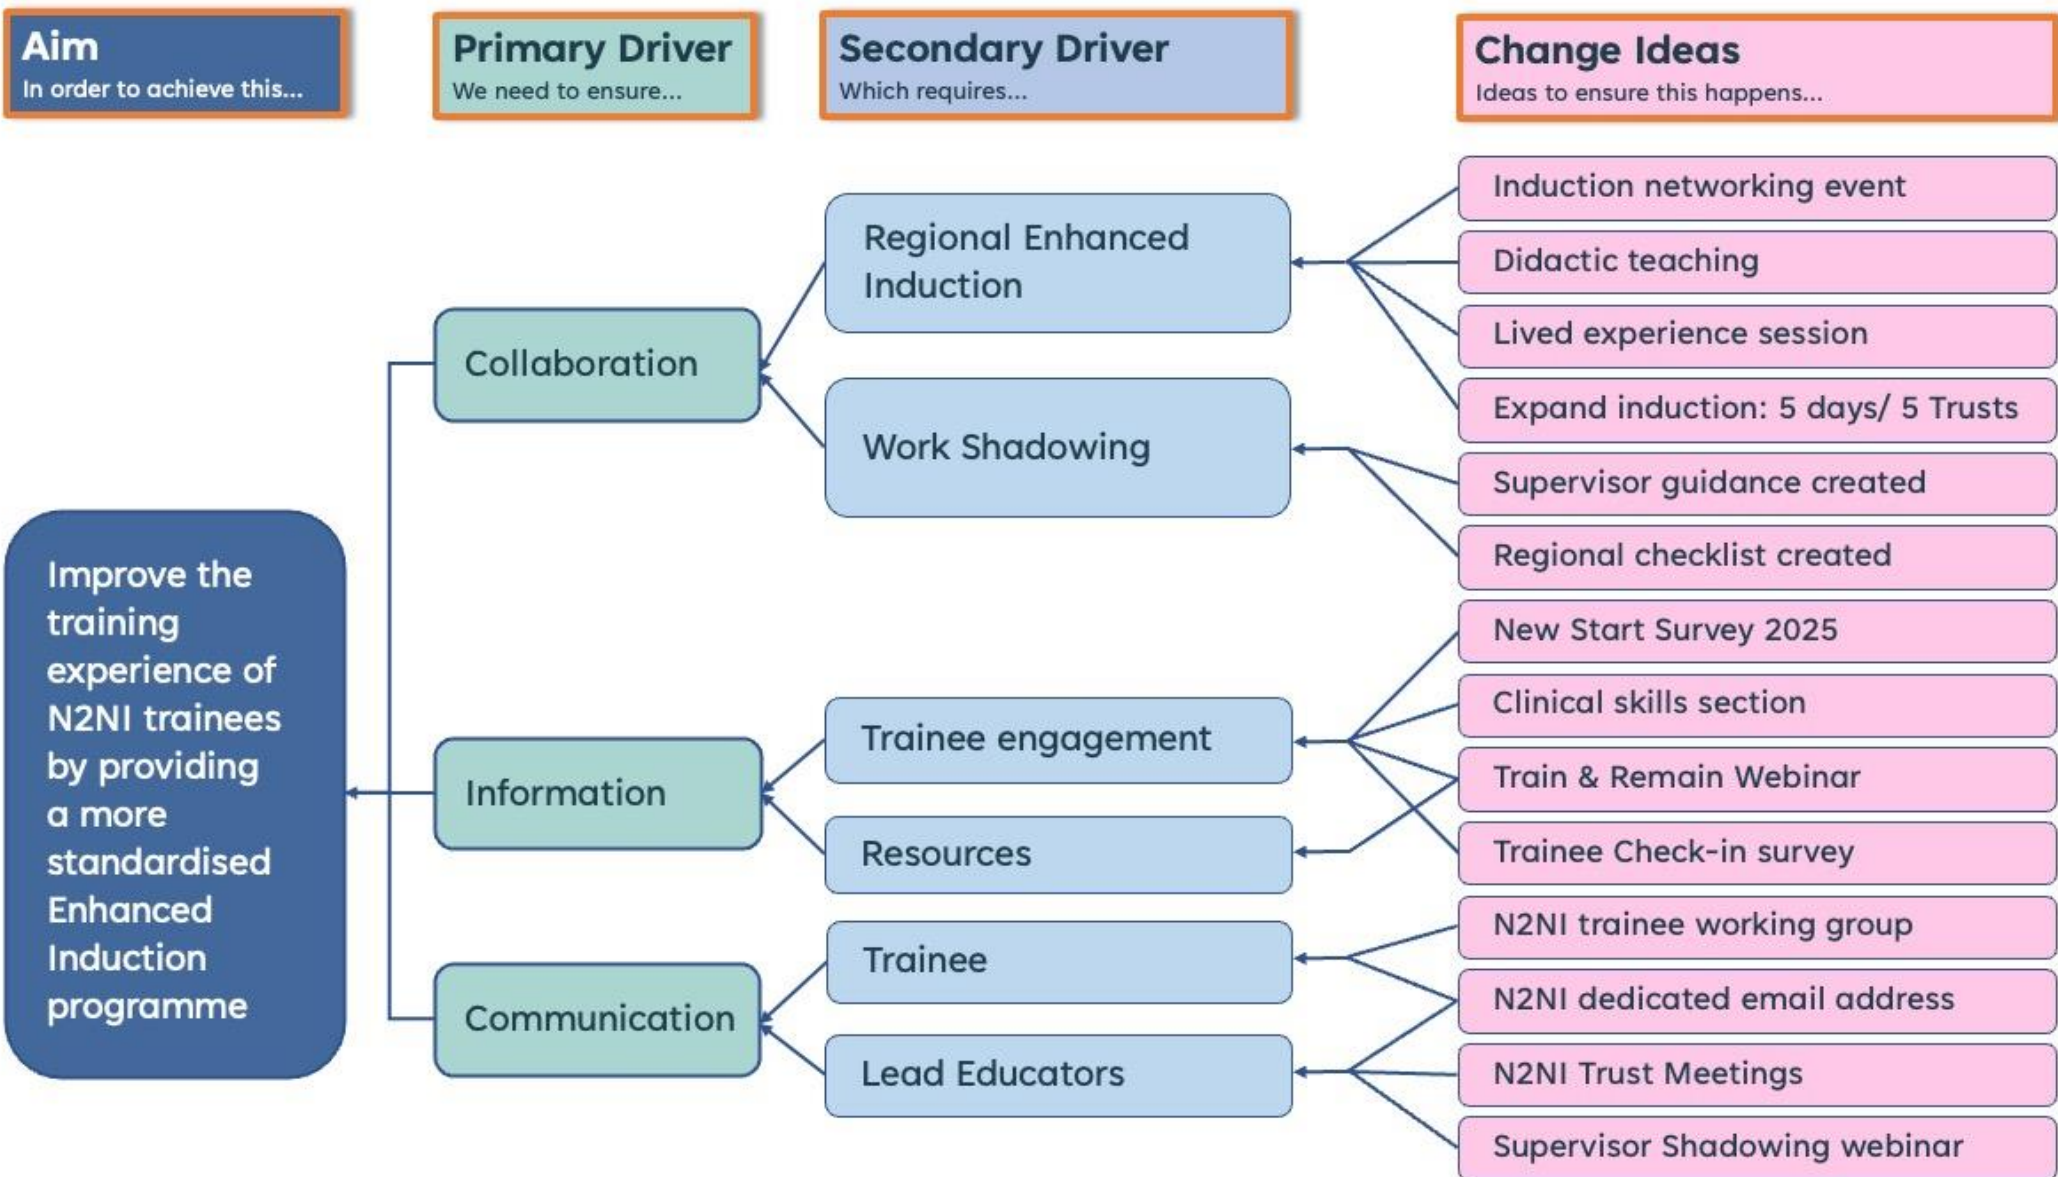 Aim
In order to achieve this...
Primary Driver
We need to ensure...
Secondary Driver
Which requires...
Change Ideas
Ideas to ensure this happens...
Improve the
training
experience of
N2NI trainees
by providing
a more
standardised
Enhanced
Induction
programme
Collaboration
Information
Communication
Regional Enhanced
Induction
Work Shadowing
Trainee engagement
Resources
Trainee
Lead Educators
Induction networking event
Didactic teaching
Lived experience session
Expand induction: 5 days/ 5 Trusts
Supervisor guidance created
Regional checklist created
New Start Survey 2025
Clinical skills section
Train & Remain Webinar
Trainee Check-in survey
N2NI trainee working group
N2NI dedicated email address
N2NI Trust Meetings
Supervisor Shadowing webinar